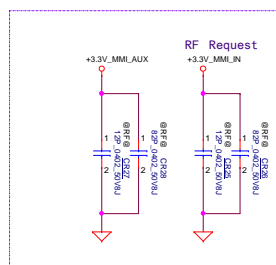 RF Request
+3.3V_MMI_AUX
+3.3V_MMI_IN
1
2
@RF@ CR27
12P_0402_50V8J
1
2
@RF@ CR28
82P_0402_50V8J
1
2
@RF@ CR25
12P_0402_50V8J
1
2
@RF@ CR26
82P_0402_50V8J